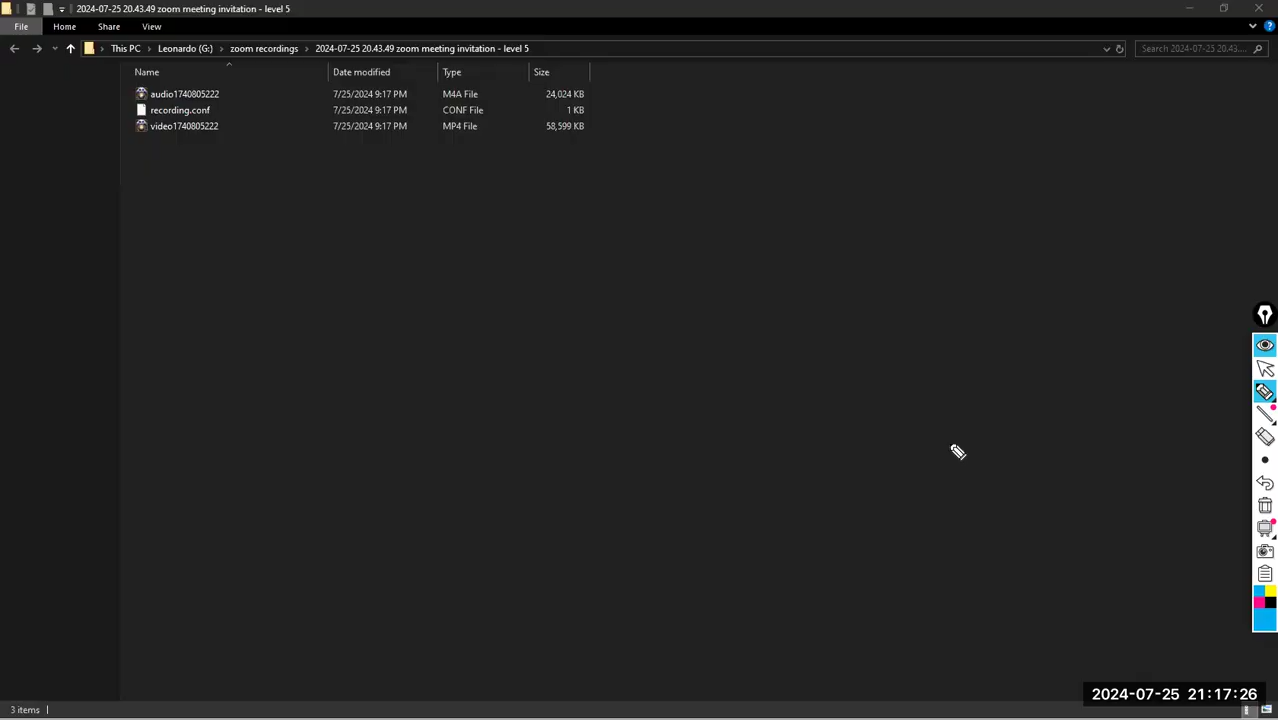 2024-07-25 20.43.49 zoom meeting invitation - level 5
File Home Share View
This PC Leonardo (G:) zoom recordings 2024-07-25 20.43.49 zoom meeting invitation - level 5 Search 2024-07-25 20.43....
Name Date modified Type Size
audio1740805222 7/25/2024 9:17 PM M4A File 24,024 KB
recording.conf 7/25/2024 9:17 PM CONF File 1 KB
video1740805222 7/25/2024 9:17 PM MP4 File 58,599 KB
2024-07-25 21:17:26
3 items